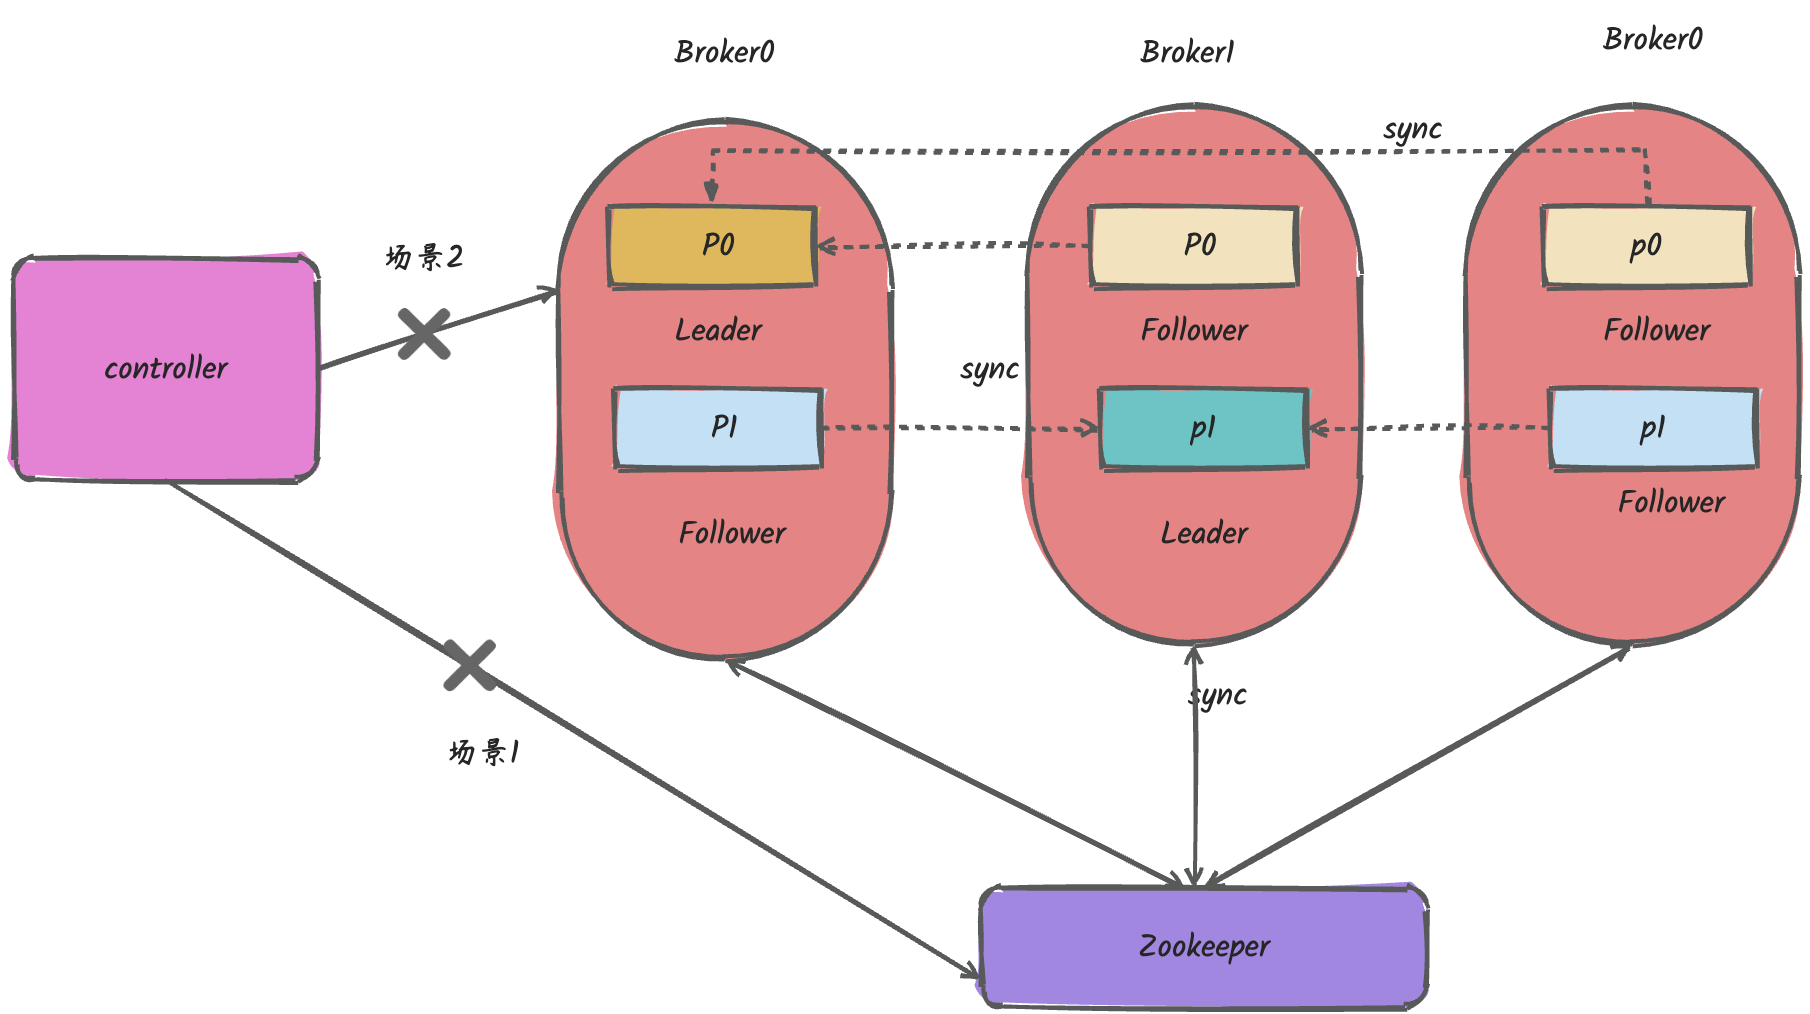 Broker0
Broker1
Broker0
sync
场景2
P0
P0
p0
controller
Leader
Follower
Follower
sync
P1
p1
p1
Follower
Leader
Follower
sync
场景1
Zookeeper